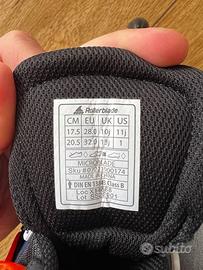 Rollerblade
CM EU UK US
17.5 28.0 10j 11j
20.5 32.0 13j 1
MICROBLADE
MADE IN CHINA
DIN EN 13843 Class B
subito